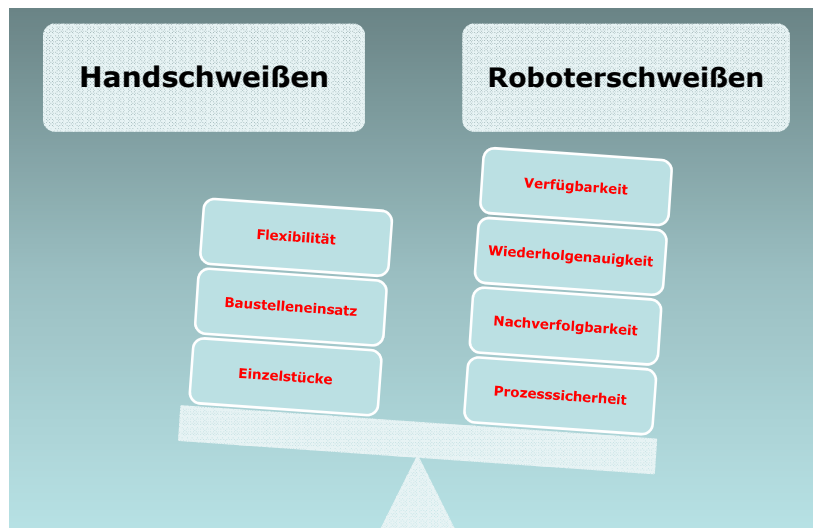 Handschweißen
Roboterschweißen
Flexibilität
Baustelleneinsatz
Einzelstücke
Verfügbarkeit
Wiederholgenauigkeit
Nachverfolgbarkeit
Prozesssicherheit